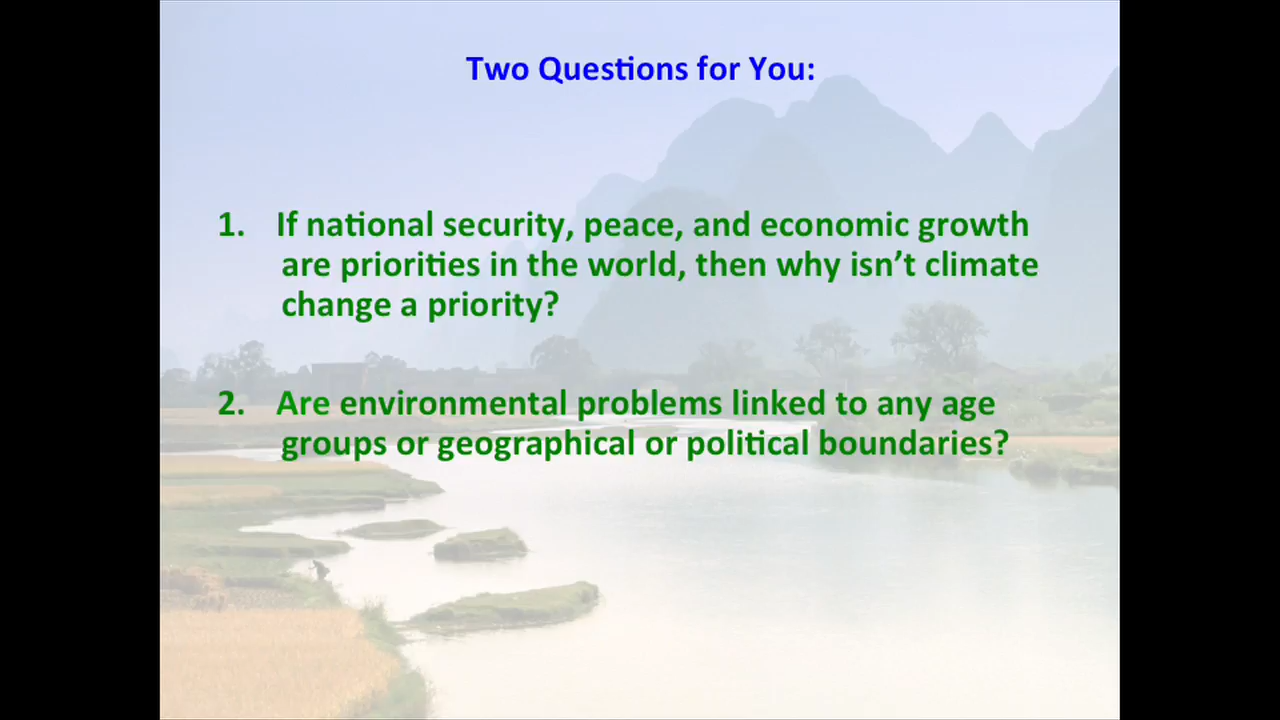 Two Questions for You:
1. If national security, peace, and economic growth
are priorities in the world, then why isn’t climate
change a priority?
2. Are environmental problems linked to any age
groups or geographical or political boundaries?